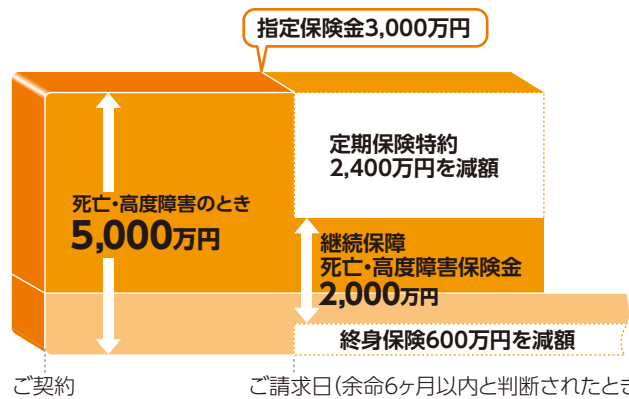 指定保険金3,000万円
定期保険特約
2,400万円を減額
死亡・高度障害のとき
5,000万円
継続保障
死亡・高度障害保険金
2,000万円
終身保険600万円を減額
ご契約
ご請求日(余命6ヶ月以内と判断されたとき